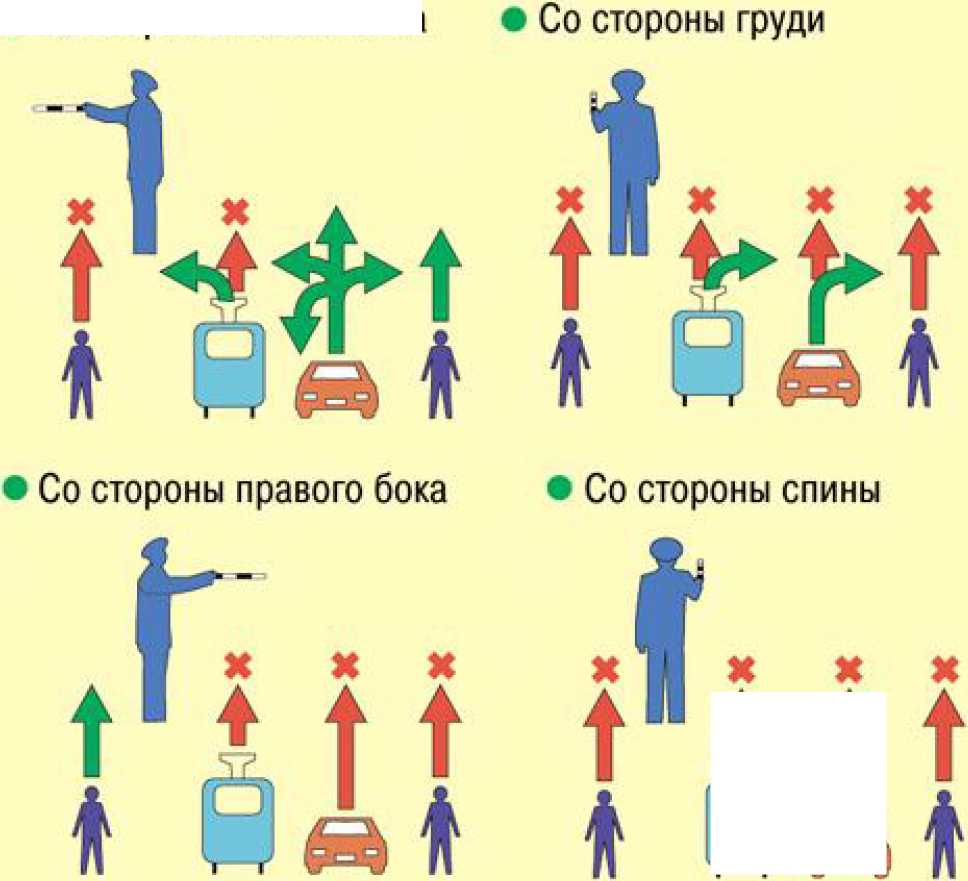 Со стороны груди
Со стороны правого бока
Со стороны спины